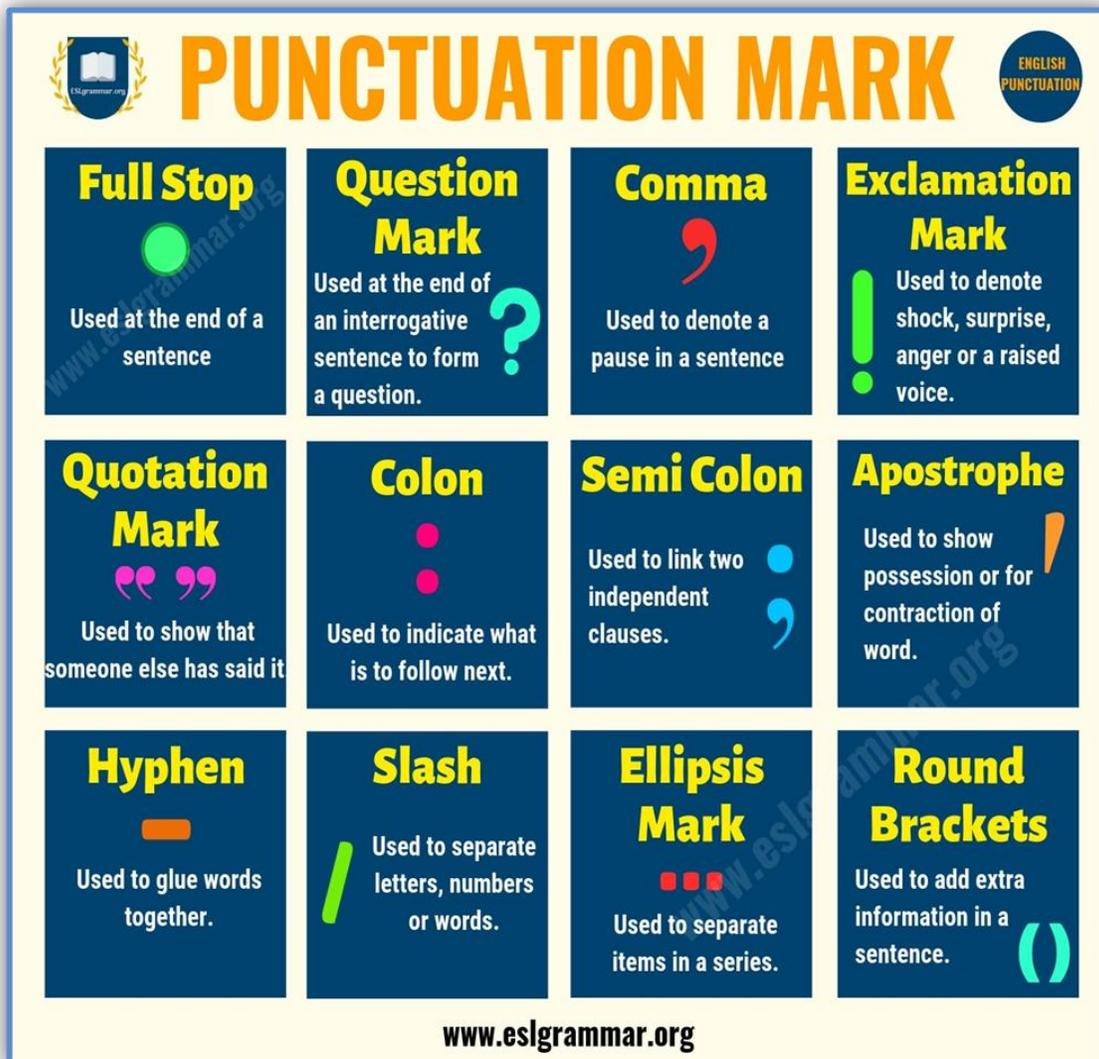 ESLgrammar.org
PUNCTUATION MARK
ENGLISH
PUNCTUATION
Full Stop
Used at the end of a
sentence
Question
Mark
Used at the end of
an interrogative
sentence to form
a question.
?
Comma
,
Used to denote a
pause in a sentence
Exclamation
Mark
!
Used to denote
shock, surprise,
anger or a raised
voice.
Quotation
Mark
“ ”
Used to show that
someone else has said it
Colon
:
Used to indicate what
is to follow next.
Semi Colon
;
Used to link two
independent
clauses.
Apostrophe
'
Used to show
possession or for
contraction of
word.
Hyphen
-
Used to glue words
together.
Slash
/
Used to separate
letters, numbers
or words.
Ellipsis
Mark
...
Used to separate
items in a series.
Round
Brackets
Used to add extra
information in a
sentence.
()
www.eslgrammar.org
www.eslgrammar.org
www.eslgrammar.org